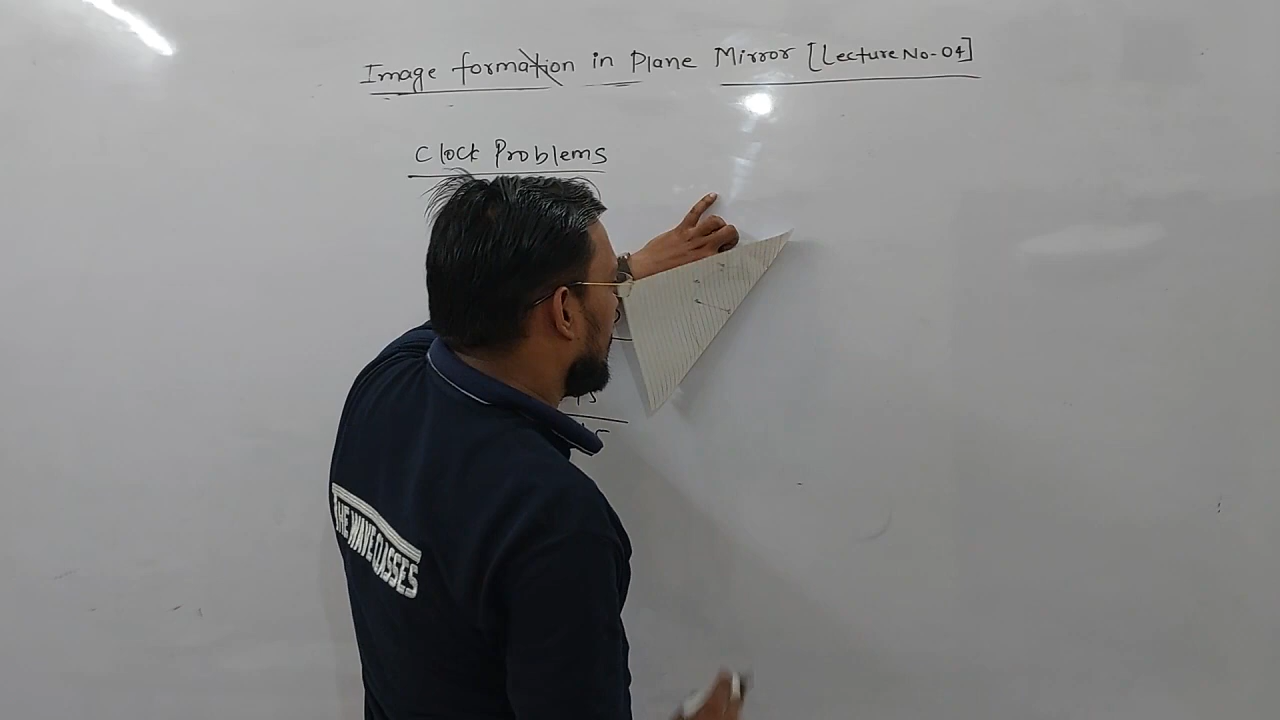 Image formation in Plane Mirror [Lecture No-04]
Clock Problems
THE WAVE CLASSES